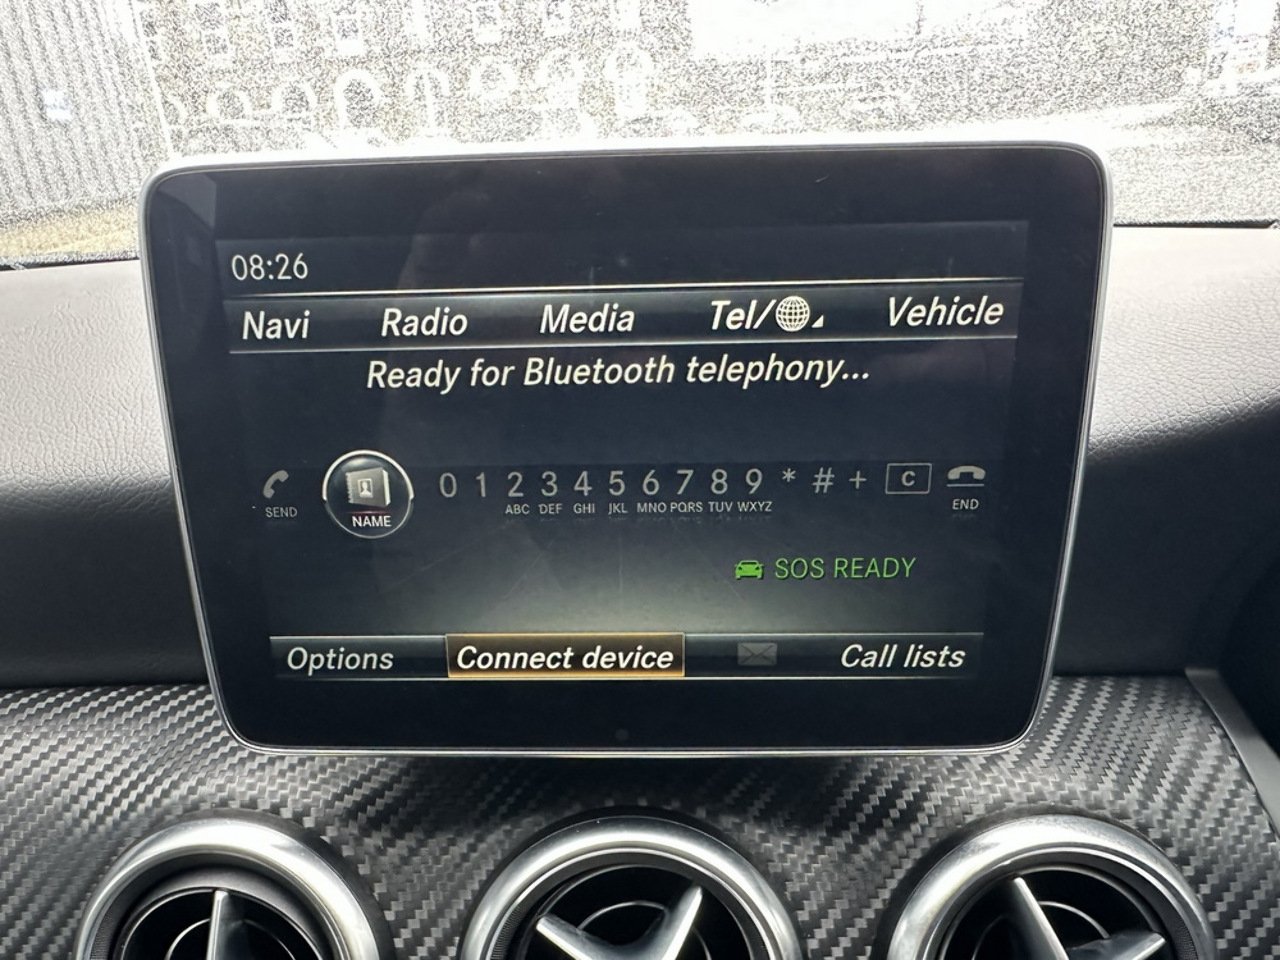 08:26
Navi Radio Media Tel/ Vehicle
Ready for Bluetooth telephony...
0 1 2 3 4 5 6 7 8 9 * # + C
SEND NAME ABC DEF GHI JKL MNO PQRS TUV WXYZ END
SOS READY
Options Connect device Call lists